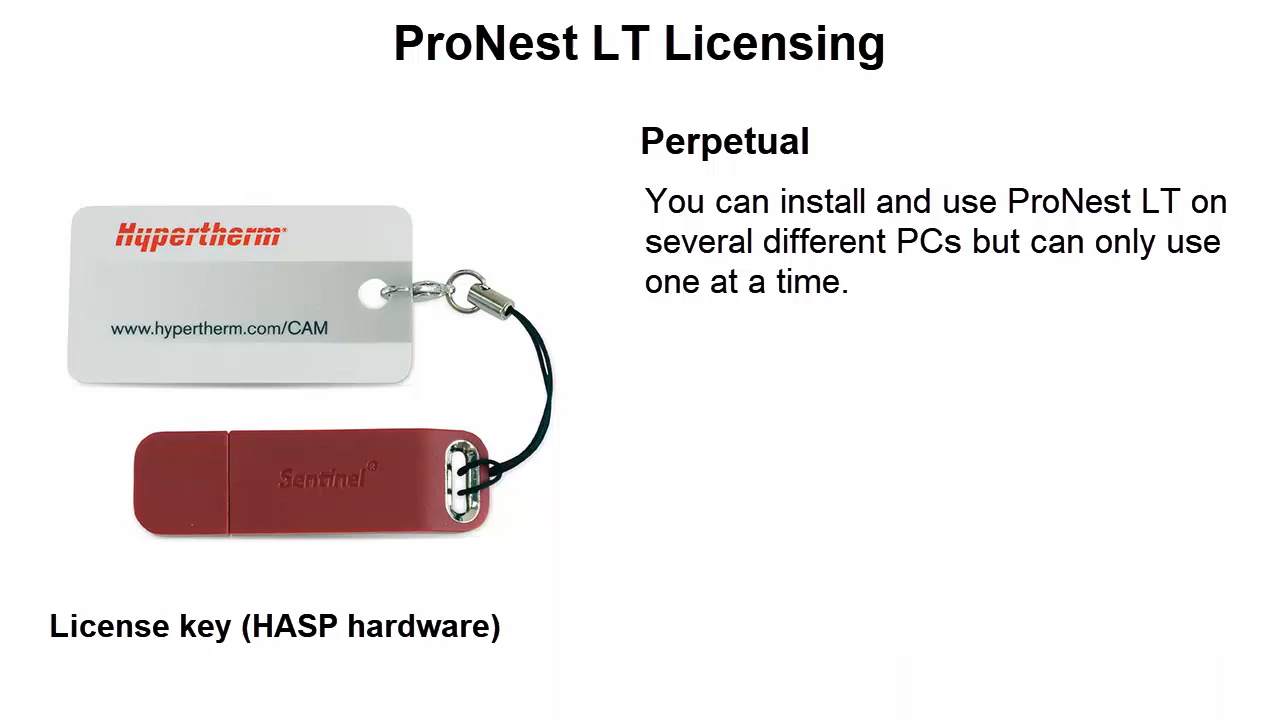 ProNest LT Licensing
Perpetual
You can install and use ProNest LT on
several different PCs but can only use
one at a time.
Hypertherm®
www.hypertherm.com/CAM
Sentinel®
License key (HASP hardware)